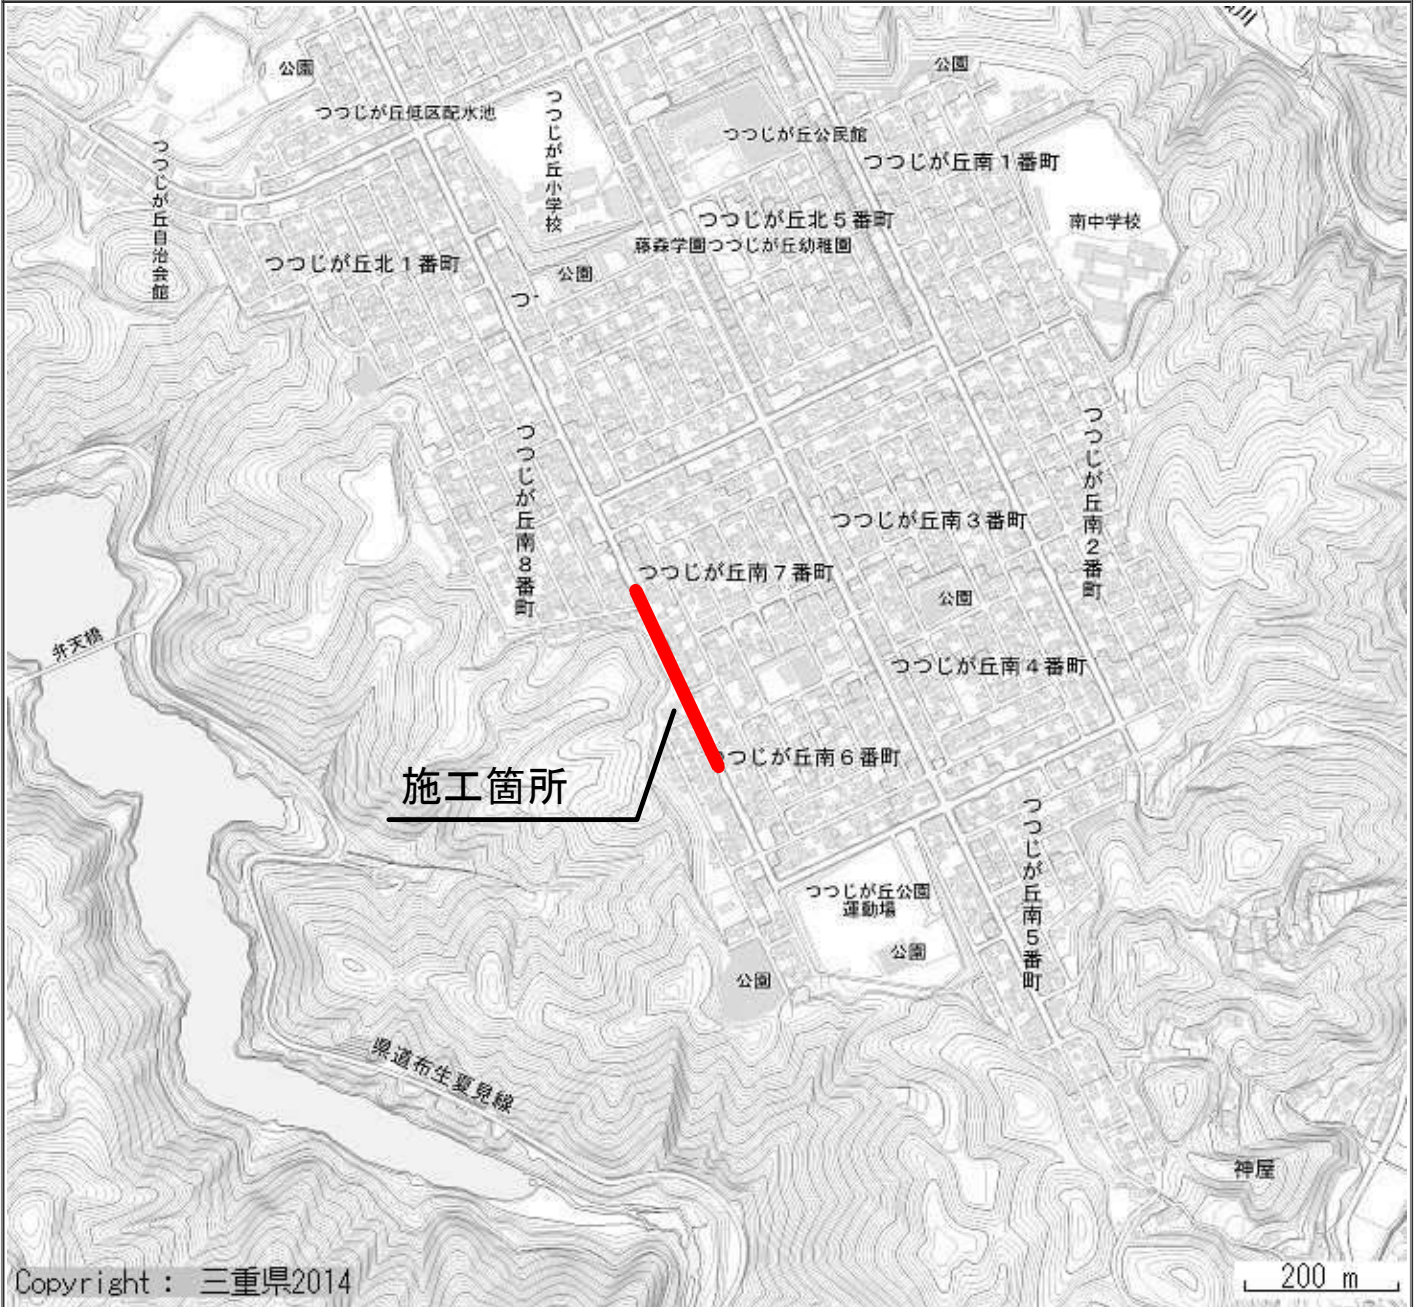 公園
公園
つつじが丘低区配水池
つつじが丘小学校
つつじが丘公民館
つつじが丘南1番町
つつじが丘自治会館
つつじが丘北5番町
南中学校
藤森学園つつじが丘幼稚園
つつじが丘北1番町
公園
つ
つつじが丘南8番町
つつじが丘南2番町
つつじが丘南3番町
つつじが丘南7番町
公園
弁天橋
つつじが丘南4番町
つつじが丘南6番町
施工箇所
つつじが丘南5番町
つつじが丘公園
運動場
公園
公園
県道布生夏見線
神屋
Copyright : 三重県2014
200 m